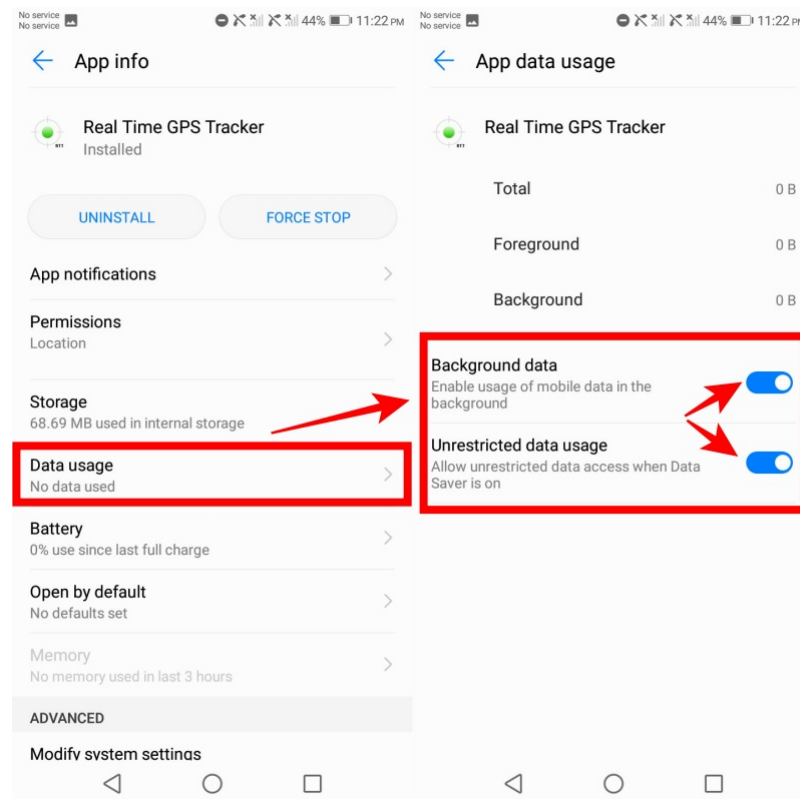 No service
No service
44%
11:22 PM
App info
Real Time GPS Tracker
Installed
UNINSTALL
FORCE STOP
App notifications
Permissions
Location
Storage
68.69 MB used in internal storage
Data usage
No data used
Battery
0% use since last full charge
Open by default
No defaults set
Memory
No memory used in last 3 hours
ADVANCED
Modify system settings
No service
No service
44%
11:22 PM
App data usage
Real Time GPS Tracker
Total 0 B
Foreground 0 B
Background 0 B
Background data
Enable usage of mobile data in the
background
Unrestricted data usage
Allow unrestricted data access when Data
Saver is on